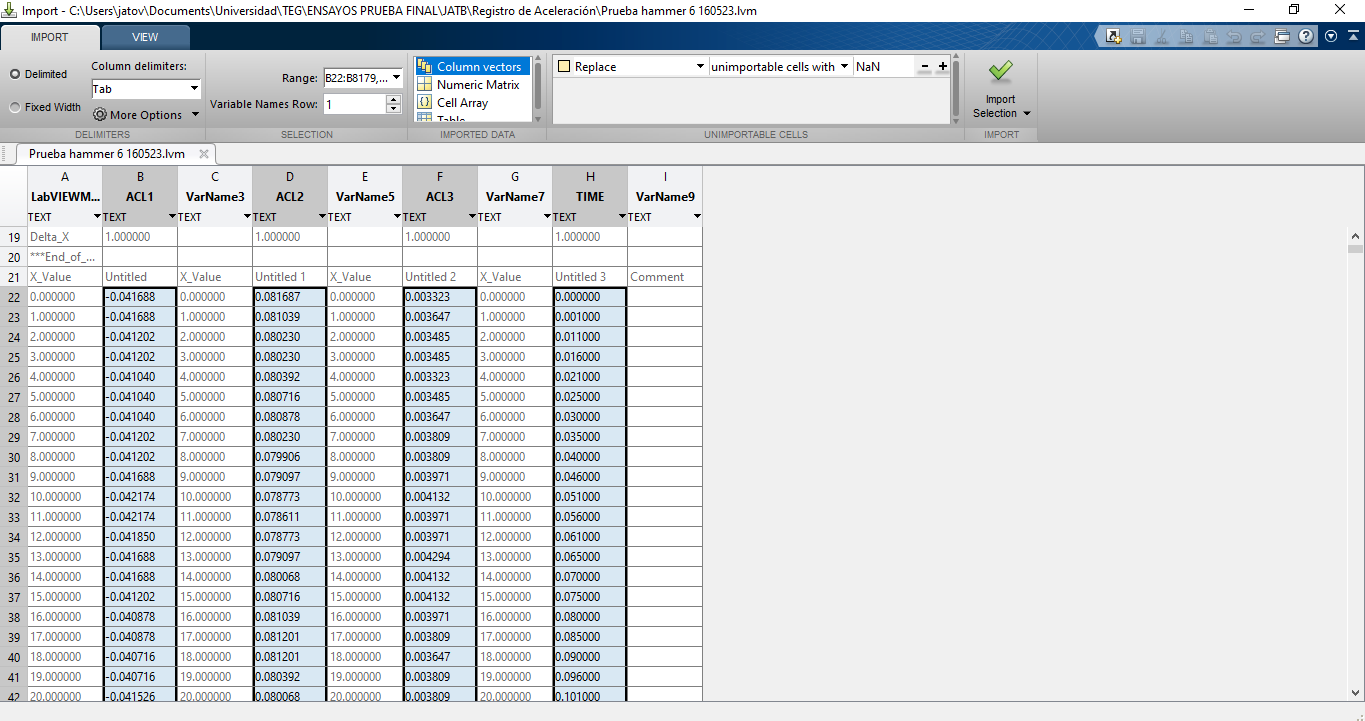 Import - C:\Users\jatov\Documents\Universidad\TEG\ENSAYOS PRUEBA FINAL\JATB\Registro de Aceleración\Prueba hammer 6 160523.lvm
IMPORT VIEW
Delimited Column delimiters: Range: B22:B8179,... Column vectors Replace unimportable cells with NaN - +
Tab Numeric Matrix
Fixed Width More Options Variable Names Row: 1 Cell Array Import
Table Selection
DELIMITERS SELECTION IMPORTED DATA UNIMPORTABLE CELLS IMPORT
Prueba hammer 6 160523.lvm
A B C D E F G H I
LabVIEWM... ACL1 VarName3 ACL2 VarName5 ACL3 VarName7 TIME VarName9
TEXT TEXT TEXT TEXT TEXT TEXT TEXT TEXT TEXT
19 Delta_X 1.000000 1.000000 1.000000 1.000000
20 ***End_of_...
21 X_Value Untitled X_Value Untitled 1 X_Value Untitled 2 X_Value Untitled 3 Comment
22 0.000000 -0.041688 0.000000 0.081687 0.000000 0.003323 0.000000 0.000000
23 1.000000 -0.041688 1.000000 0.081039 1.000000 0.003647 1.000000 0.001000
24 2.000000 -0.041202 2.000000 0.080230 2.000000 0.003485 2.000000 0.011000
25 3.000000 -0.041202 3.000000 0.080230 3.000000 0.003485 3.000000 0.016000
26 4.000000 -0.041040 4.000000 0.080392 4.000000 0.003323 4.000000 0.021000
27 5.000000 -0.041040 5.000000 0.080716 5.000000 0.003485 5.000000 0.025000
28 6.000000 -0.041040 6.000000 0.080878 6.000000 0.003647 6.000000 0.030000
29 7.000000 -0.041202 7.000000 0.080230 7.000000 0.003809 7.000000 0.035000
30 8.000000 -0.041202 8.000000 0.079906 8.000000 0.003809 8.000000 0.040000
31 9.000000 -0.041688 9.000000 0.079097 9.000000 0.003971 9.000000 0.046000
32 10.000000 -0.042174 10.000000 0.078773 10.000000 0.004132 10.000000 0.051000
33 11.000000 -0.042174 11.000000 0.078611 11.000000 0.003971 11.000000 0.056000
34 12.000000 -0.041850 12.000000 0.078773 12.000000 0.003971 12.000000 0.061000
35 13.000000 -0.041688 13.000000 0.079097 13.000000 0.004294 13.000000 0.065000
36 14.000000 -0.041688 14.000000 0.080068 14.000000 0.004132 14.000000 0.070000
37 15.000000 -0.041202 15.000000 0.080716 15.000000 0.004132 15.000000 0.075000
38 16.000000 -0.040878 16.000000 0.081039 16.000000 0.003971 16.000000 0.080000
39 17.000000 -0.040878 17.000000 0.081201 17.000000 0.003809 17.000000 0.085000
40 18.000000 -0.040716 18.000000 0.081201 18.000000 0.003647 18.000000 0.090000
41 19.000000 -0.040716 19.000000 0.080392 19.000000 0.003809 19.000000 0.096000
42 20.000000 -0.041526 20.000000 0.080068 20.000000 0.003809 20.000000 0.101000